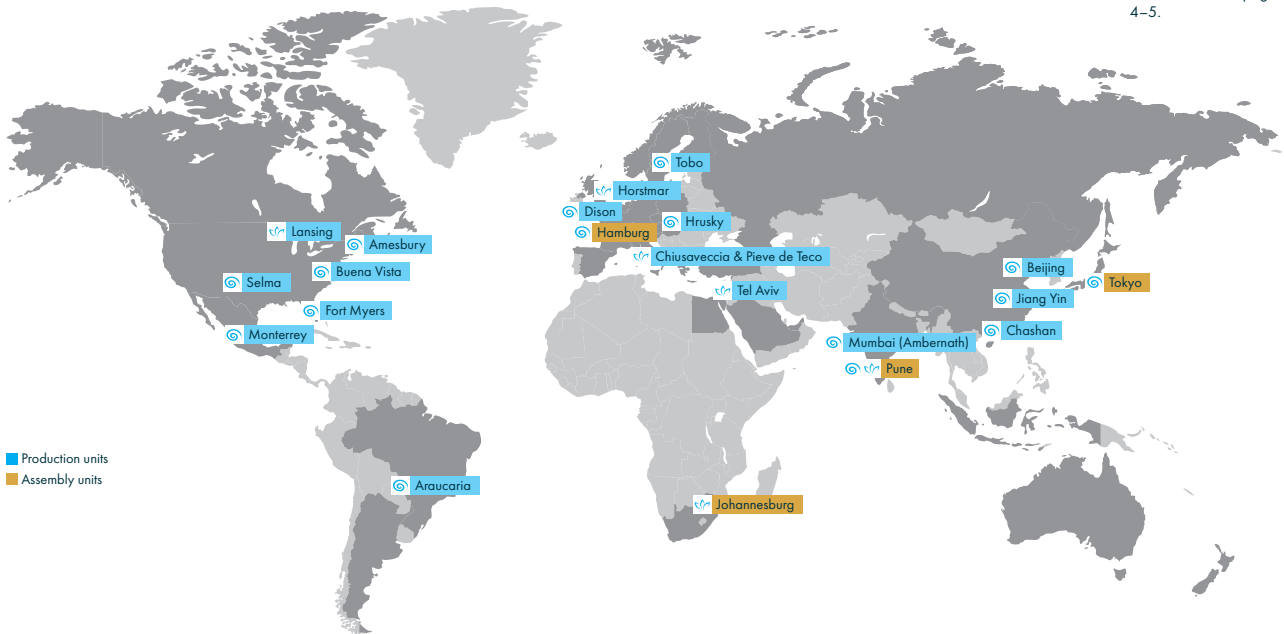 4–5.
Tobo
Horstmar
Dison
Hrusky
Hamburg
Lansing
Amesbury
Chiusaveccia & Pieve de Teco
Buena Vista
Beijing
Selma
Tel Aviv
Tokyo
Jiang Yin
Fort Myers
Chashan
Monterrey
Mumbai (Ambernath)
Pune
Production units
Assembly units
Araucaria
Johannesburg